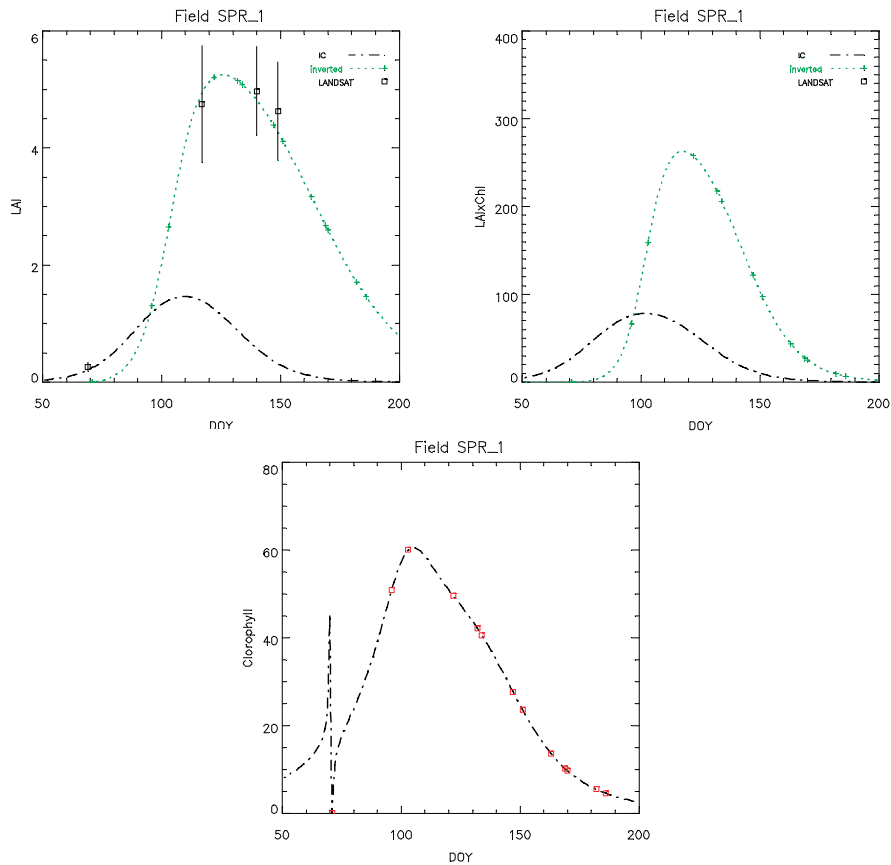 Field SPR_1
6
4
2
0
LAI
IC
inverted
LANDSAT
50
100
150
200
DOY
Field SPR_1
400
300
200
100
0
LAIxChl
IC
inverted
LANDSAT
50
100
150
200
DOY
Field SPR_1
80
60
40
20
0
Clorophyll
50
100
150
200
DOY